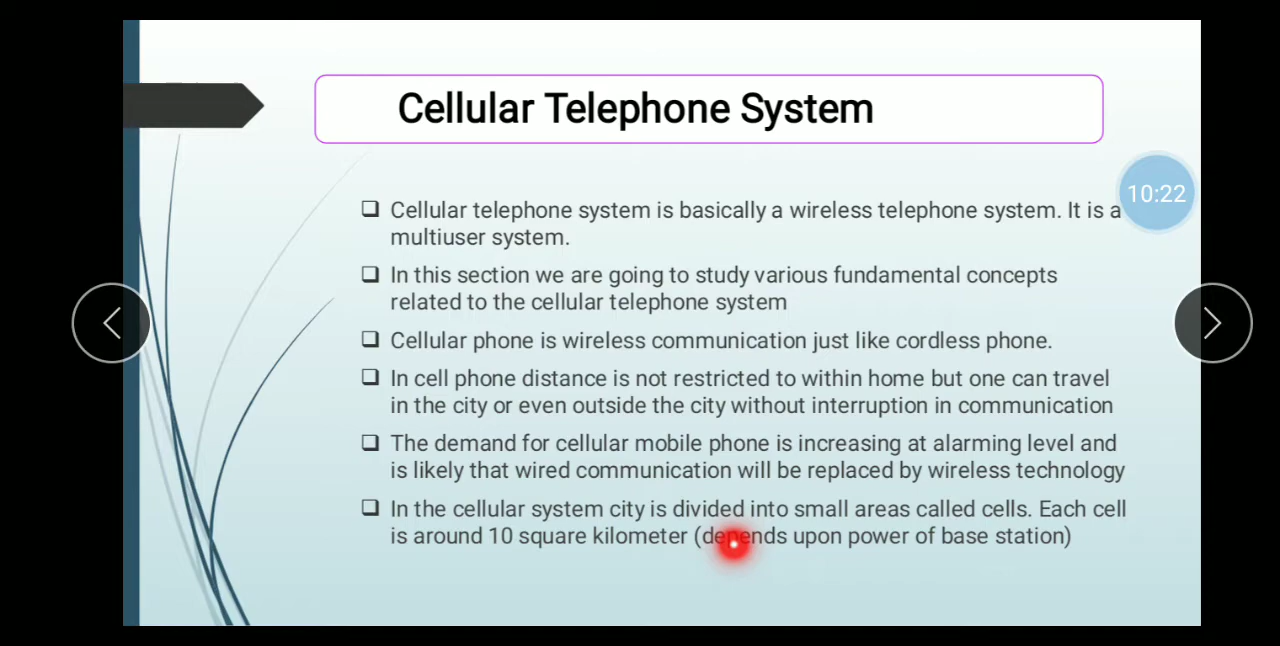 Cellular Telephone System
10:22
❑ Cellular telephone system is basically a wireless telephone system. It is a
multiuser system.
❑ In this section we are going to study various fundamental concepts
related to the cellular telephone system
❑ Cellular phone is wireless communication just like cordless phone.
❑ In cell phone distance is not restricted to within home but one can travel
in the city or even outside the city without interruption in communication
❑ The demand for cellular mobile phone is increasing at alarming level and
is likely that wired communication will be replaced by wireless technology
❑ In the cellular system city is divided into small areas called cells. Each cell
is around 10 square kilometer (depends upon power of base station)